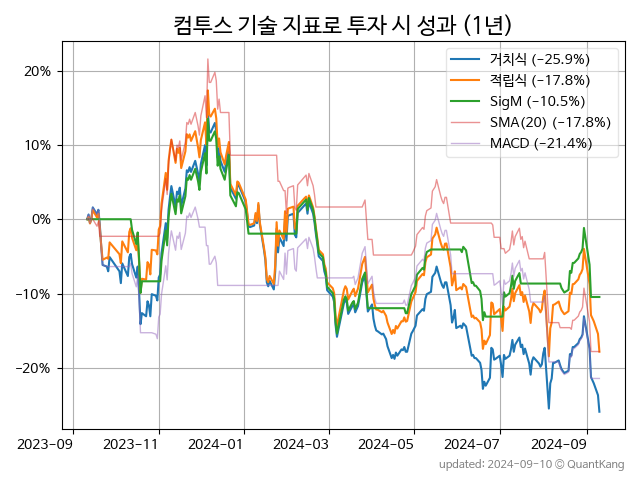 컴투스 기술 지표로 투자 시 성과 (1년)
거치식 (−25.9%)
적립식 (−17.8%)
SigM (−10.5%)
SMA(20) (−17.8%)
MACD (−21.4%)
20%
10%
0%
−10%
−20%
2023-09 2023-11 2024-01 2024-03 2024-05 2024-07 2024-09
updated: 2024-09-10 © QuantKang